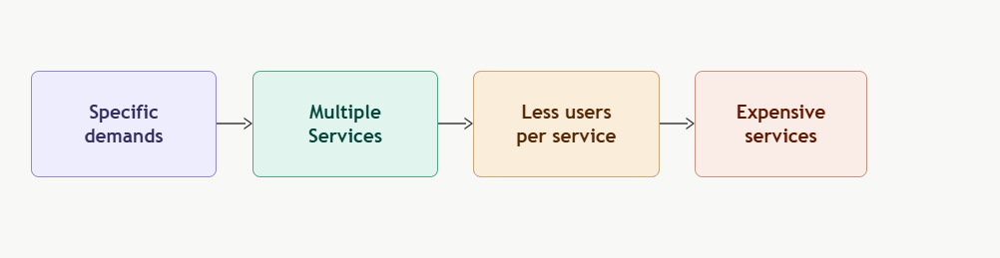 Specific
demands
Multiple
Services
Less users
per service
Expensive
services